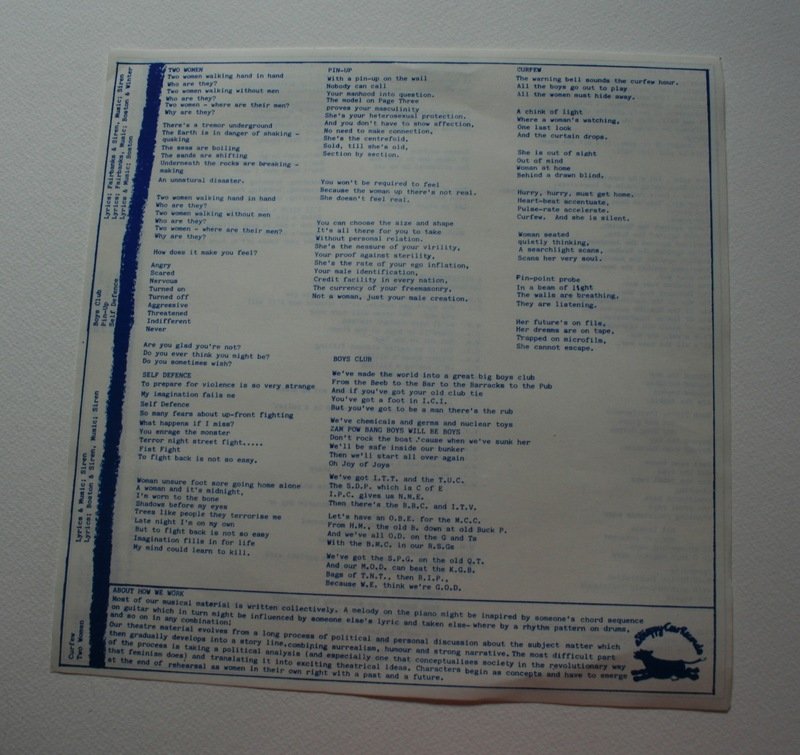 TWO WOMEN
Two women walking hand in hand
Who are they?
Two women walking without men
Who are they?
Two women - where are their men?
Why are they?
There's a tremor underground
The Earth is in danger of shaking -
quaking
The seas are boiling
The sands are shifting
Underneath the rocks are breaking -
making
An unnatural disaster.
Two women walking hand in hand
Who are they?
Two women walking without men
Who are they?
Two women - where are their men?
Why are they?
How does it make you feel?
Angry
Scared
Nervous
Turned on
Turned off
Aggressive
Threatened
Indifferent
Never
Are you glad you're not?
Do you ever think you might be?
Do you sometimes wish?
SELF DEFENCE
To prepare for violence is so very strange
My imagination fails me
Self Defence
So many fears about up-front fighting
What happens if I miss?
You enrage the monster
Terror night street fight.....
Fist Fight
To fight back is not so easy.
Woman unsure foot sore going home alone
A woman and it's midnight,
I'm worn to the bone
Shadows before my eyes
Trees like people they terrorise me
Late night I'm on my own
But to fight back is not so easy
Imagination fills in for life
My mind could learn to kill.
PIN-UP
With a pin-up on the wall
Nobody can call
Your manhood into question.
The model on Page Three
proves your masculinity
She's your heterosexual protection.
And you don't have to show affection,
No need to make connection,
She's the centrefold,
Sold, till she's old,
Section by section.
You won't be required to feel
Because the woman up there's not real.
She doesn't feel real.
You can choose the size and shape
It's all there for you to take
Without personal relation.
She's the measure of your virility,
Your proof against sterility,
She's the rate of your ego inflation,
Your male identification,
Credit facility in every nation,
The currency of your freemasonry,
Not a woman, just your male creation.
BOYS CLUB
We've made the world into a great big boys club
From the Beeb to the Bar to the Barracks to the Pub
And if you've got your old club tie
You've got a foot in I.C.I.
But you've got to be a man there's the rub
We've chemicals and germs and nuclear toys
ZAM POW BANG BOYS WILL BE BOYS
Don't rock the boat 'cause when we've sunk her
We'll be safe inside our bunker
Then we'll start all over again
Oh Joy of Joys
We've got I.T.T. and the T.U.C.
The S.D.P. which is C of E
I.P.C. gives us N.M.E.
Then there's the B.B.C. and I.T.V.
Let's have an O.B.E. for the M.C.C.
From H.M., the old B. down at old Buck P.
And we've all O.D. on the G and Ts
With the B.M.C. in our R.S.Gs
We've got the S.P.G. on the old Q.T.
And our M.O.D. can beat the K.G.B.
Bags of T.N.T., then R.I.P.,
Because W.E. think we're G.O.D.
CURFEW
The warning bell sounds the curfew hour.
All the boys go out to play
All the women must hide away.
A chink of light
Where a woman's watching,
One last look
And the curtain drops.
She is out of sight
Out of mind
Women at home
Behind a drawn blind.
Hurry, hurry, must get home.
Heart-beat accentuate,
Pulse-rate accelerate.
Curfew. And she is silent.
Woman seated
quietly thinking,
A searchlight scans,
Scans her very soul.
Pin-point probe
In a beam of light
The walls are breathing,
They are listening.
Her future's on file,
Her dreams are on tape,
Trapped on microfilm,
She cannot escape.
Curfew
Two Women
Lyrics & Music; Siren
Lyrics; Boston & Siren, Music; Siren
Boys Club
Pin-Up
Self Defence
Lyrics; Fairbanks & Siren, Music; Siren
Lyrics; Fairbanks, Music; Boston & Winter
Lyrics & Music; Boston
ABOUT HOW WE WORK
Most of our musical material is written collectively. A melody on the piano might be inspired by someone's chord sequence
on guitar which in turn might be influenced by someone else's lyric and taken else- where by a rhythm pattern on drums,
and so on in any combination!
Our theatre material evolves from a long process of political and personal discussion about the subject matter which
then gradually develops into a story line,combining surrealism, humour and strong narrative. The most difficult part
of the process is taking a political analysis (and especially one that conceptualises society in the revolutionary way
that feminism does) and translating it into exciting theatrical ideas. Characters begin as concepts and have to emerge
at the end of rehearsal as women in their own right with a past and a future.